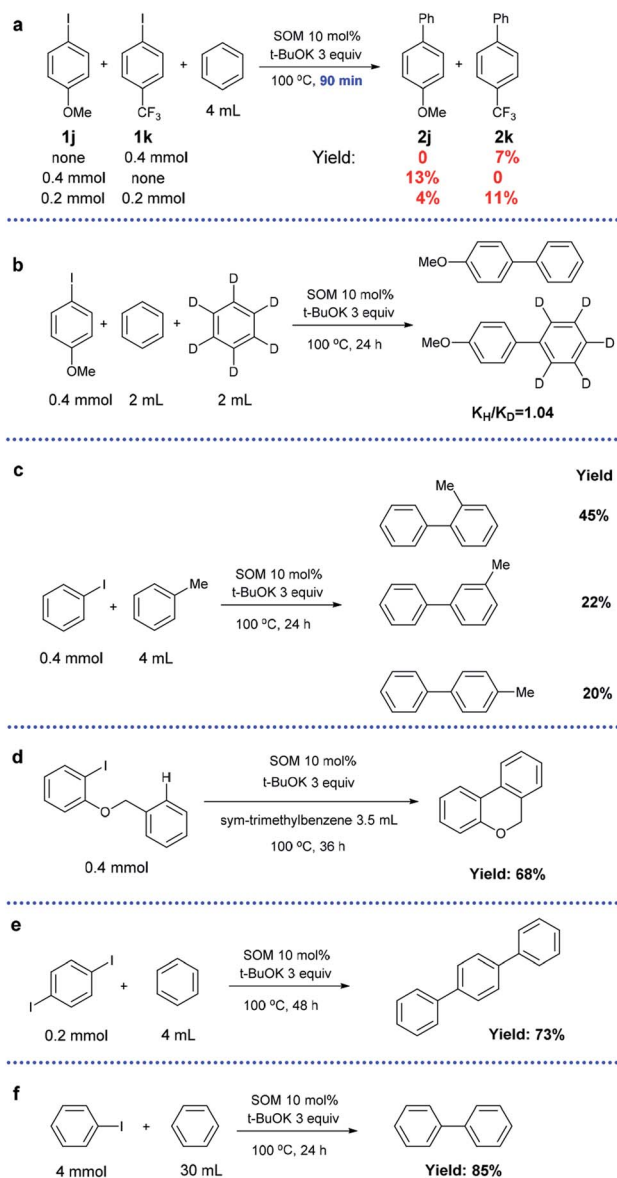 a
I
I
SOM 10 mol%
t-BuOK 3 equiv
100 ºC, 90 min
Ph
Ph
+
+
+
OMe
CF3
4 mL
OMe
CF3
1j
1k
2j
2k
none
0.4 mmol
Yield:
0
7%
0.4 mmol
none
13%
0
0.2 mmol
0.2 mmol
4%
11%
b
I
+
+
D
D
D
D
D
D
OMe
0.4 mmol
2 mL
2 mL
SOM 10 mol%
t-BuOK 3 equiv
100 ºC, 24 h
MeO
MeO
D
D
D
D
D
KH/KD=1.04
c
Yield
I
+
Me
0.4 mmol
4 mL
SOM 10 mol%
t-BuOK 3 equiv
100 ºC, 24 h
Me
45%
Me
22%
Me
20%
d
I
H
O
0.4 mmol
SOM 10 mol%
t-BuOK 3 equiv
sym-trimethylbenzene 3.5 mL
100 ºC, 36 h
O
Yield: 68%
e
I
I
+
0.2 mmol
4 mL
SOM 10 mol%
t-BuOK 3 equiv
100 ºC, 48 h
Yield: 73%
f
I
+
4 mmol
30 mL
SOM 10 mol%
t-BuOK 3 equiv
100 ºC, 24 h
Yield: 85%